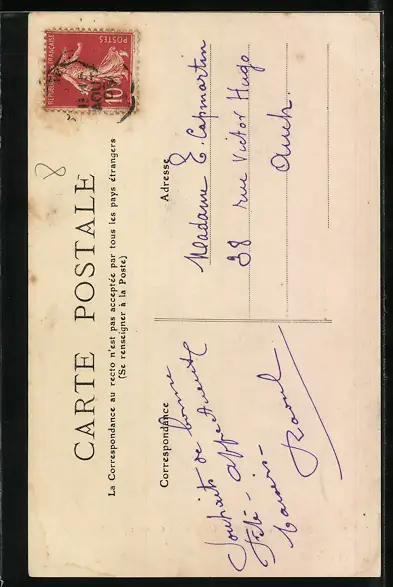 CARTE POSTALE
La Correspondance au recto n'est pas acceptée par tous les pays étrangers
(Se renseigner à la Poste)
Correspondance
Souhaits de bonne
fête - affectueux
baisers -
Raoul
Adresse
Madame E. Capmartin
38 rue Victor Hugo
Auch.
REPUBLIQUE FRANÇAISE
POSTES
10
AOUT
8